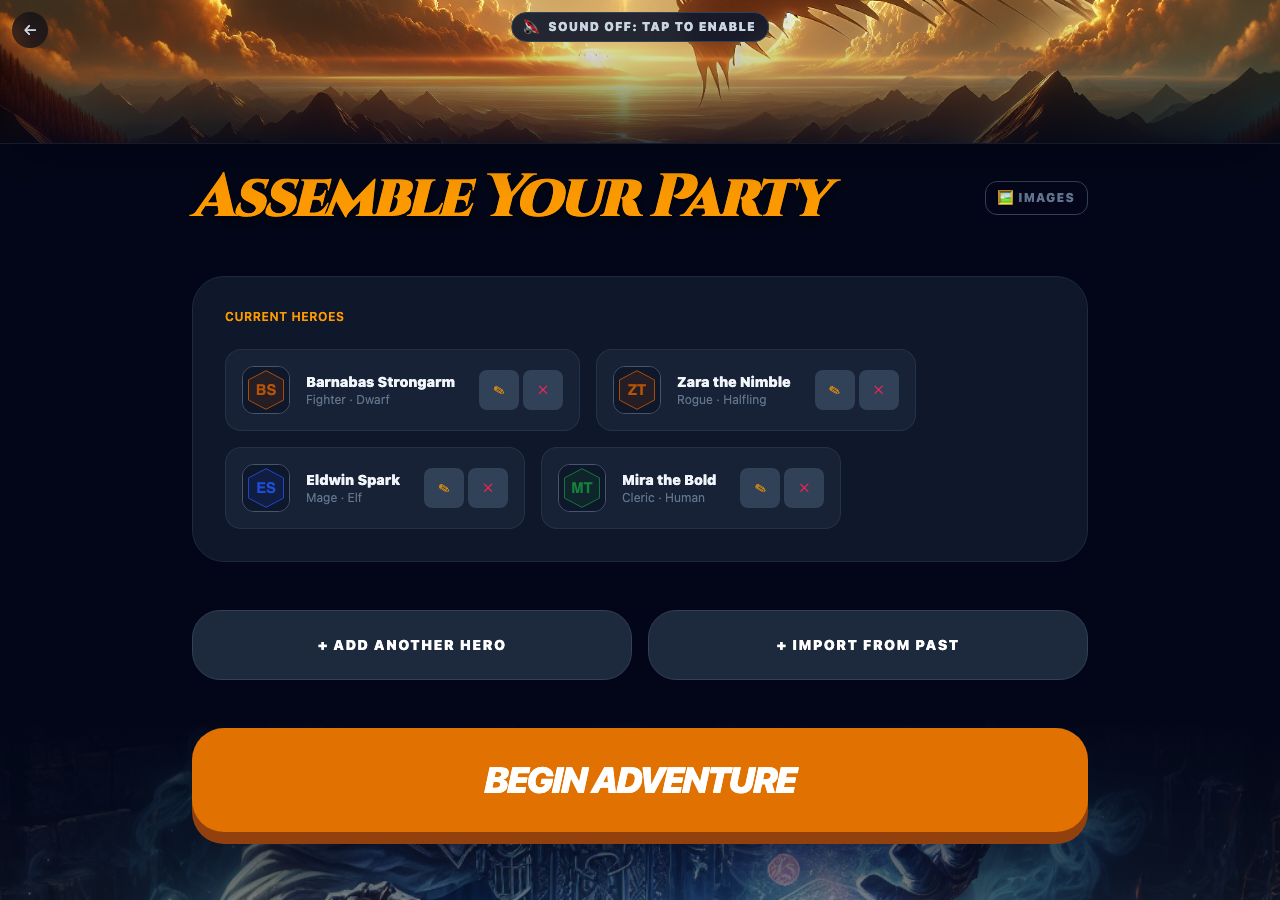 SOUND OFF: TAP TO ENABLE
ASSEMBLE YOUR PARTY
IMAGES
CURRENT HEROES
BS
Barnabas Strongarm
Fighter · Dwarf
ZT
Zara the Nimble
Rogue · Halfling
ES
Eldwin Spark
Mage · Elf
MT
Mira the Bold
Cleric · Human
+ ADD ANOTHER HERO
+ IMPORT FROM PAST
BEGIN ADVENTURE